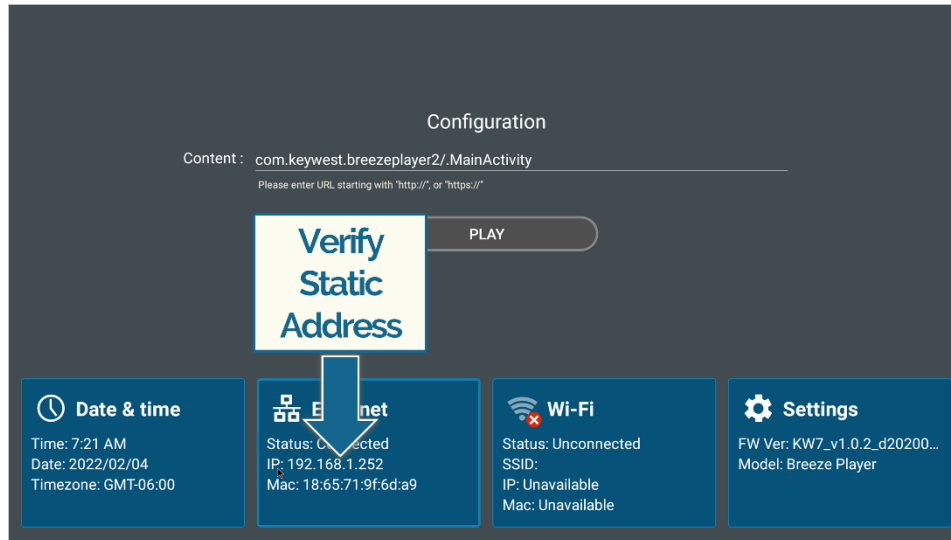 Configuration
Content : com.keywest.breezeplayer2/.MainActivity
Please enter URL starting with "http://", or "https://"
PLAY
Verify
Static
Address
Date & time
Time: 7:21 AM
Date: 2022/02/04
Timezone: GMT-06:00
Status:
IP: 192.168.1.252
Mac: 18:65:71:9f:6d:a9
Wi-Fi
Status: Unconnected
SSID:
IP: Unavailable
Mac: Unavailable
Settings
FW Ver: KW7_v1.0.2_d20200...
Model: Breeze Player